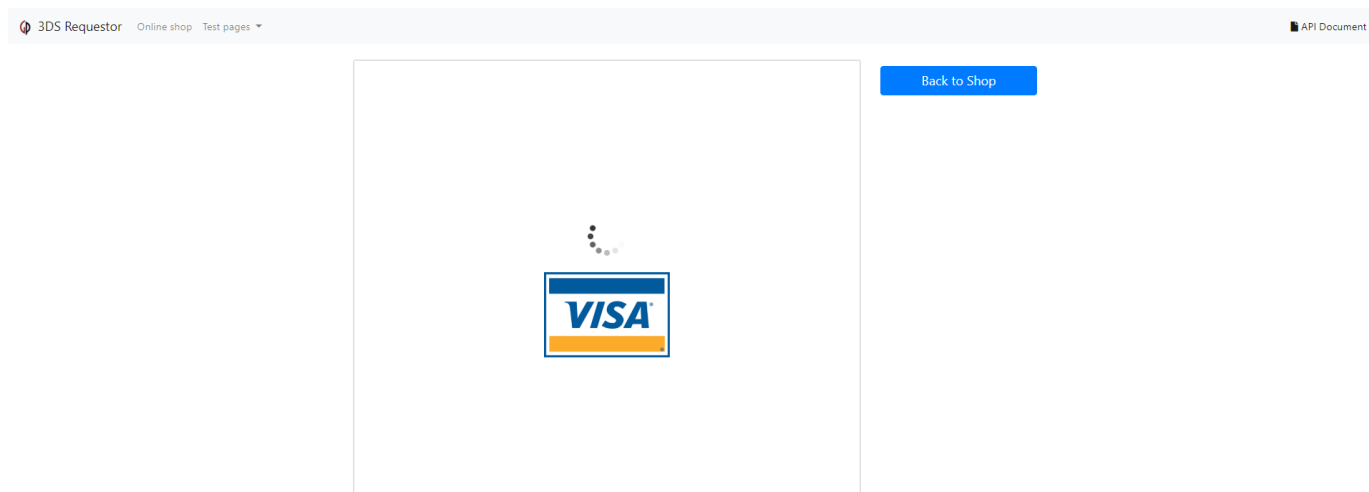 3DS Requestor Online shop Test pages API Document
Back to Shop
VISA